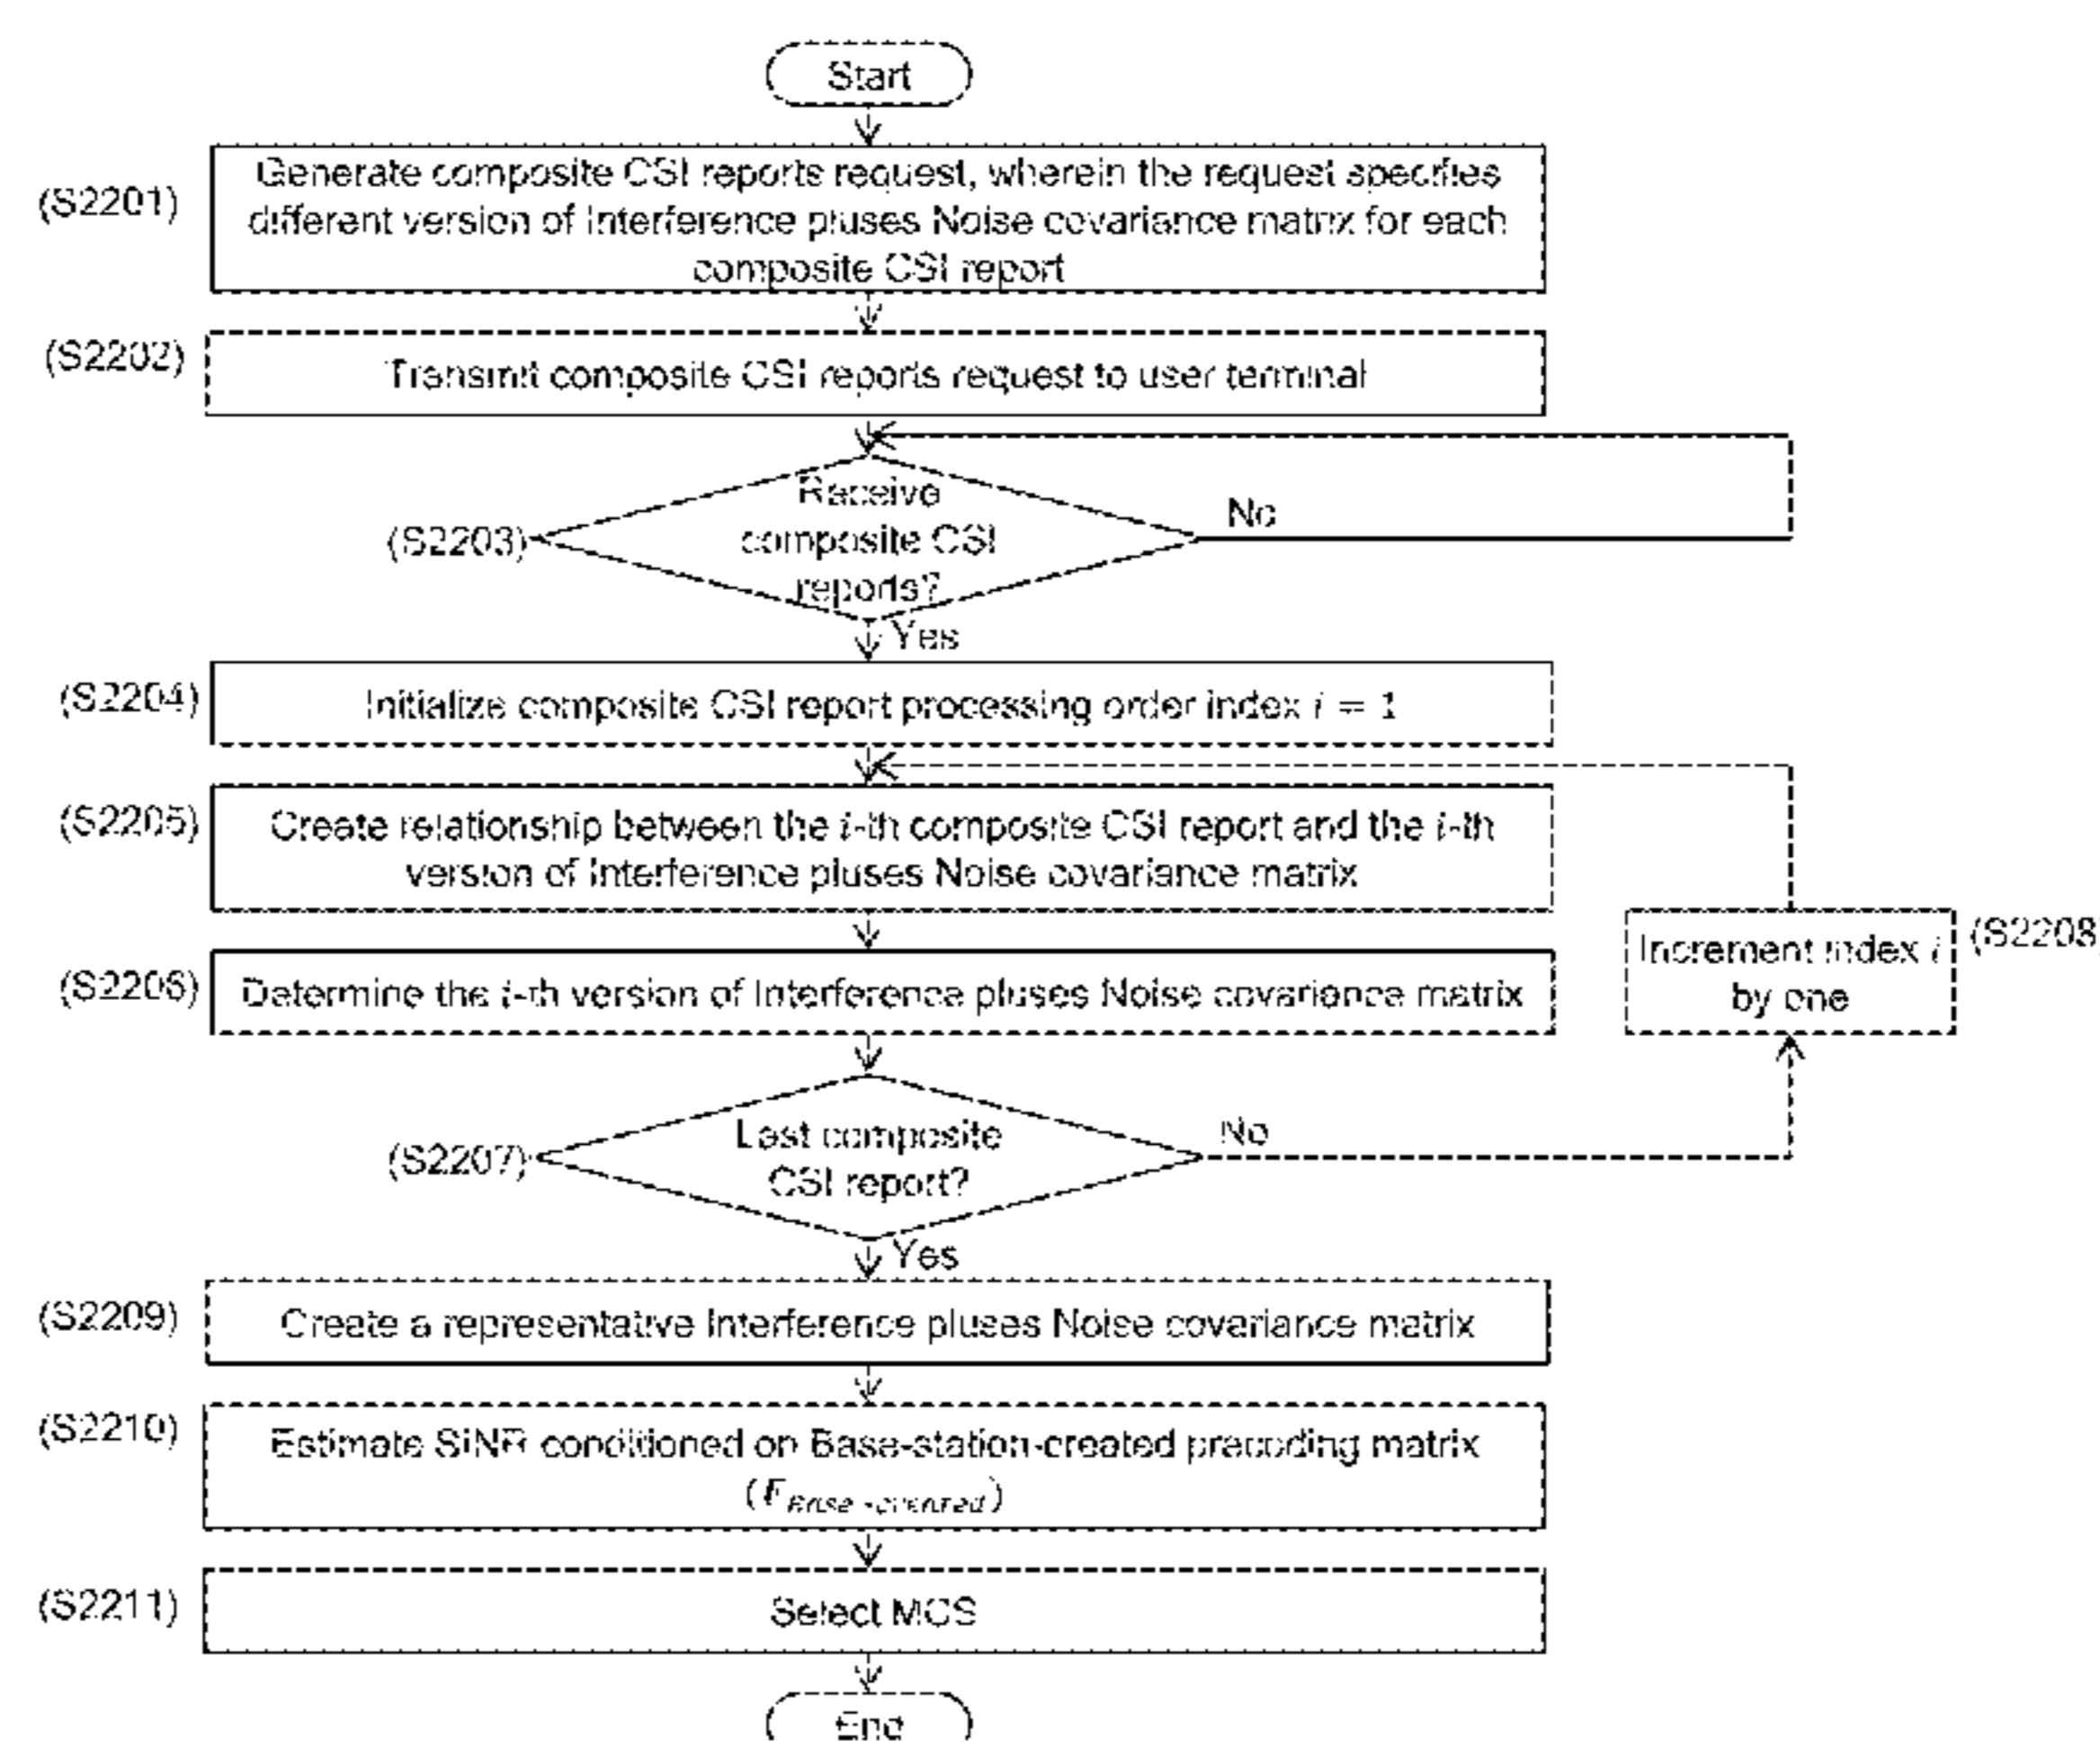 Start
(S2201)
Generate composite CSI reports request, wherein the request specifies
different version of Interference pluses Noise covariance matrix for each
composite CSI report
(S2202)
Transmit composite CSI reports request to user terminal
(S2203)
Receive
composite CSI
reports?
No
Yes
(S2204)
Initialize composite CSI report processing order index i = 1
(S2205)
Create relationship between the i-th composite CSI report and the i-th
version of Interference pluses Noise covariance matrix
(S2206)
Determine the i-th version of Interference pluses Noise covariance matrix
Increment index i
by one
(S2208)
(S2207)
Last composite
CSI report?
No
Yes
(S2209)
Create a representative Interference pluses Noise covariance matrix
(S2210)
Estimate SINR conditioned on Base-station-created precoding matrix
(F Base-created)
(S2211)
Select MCS
End